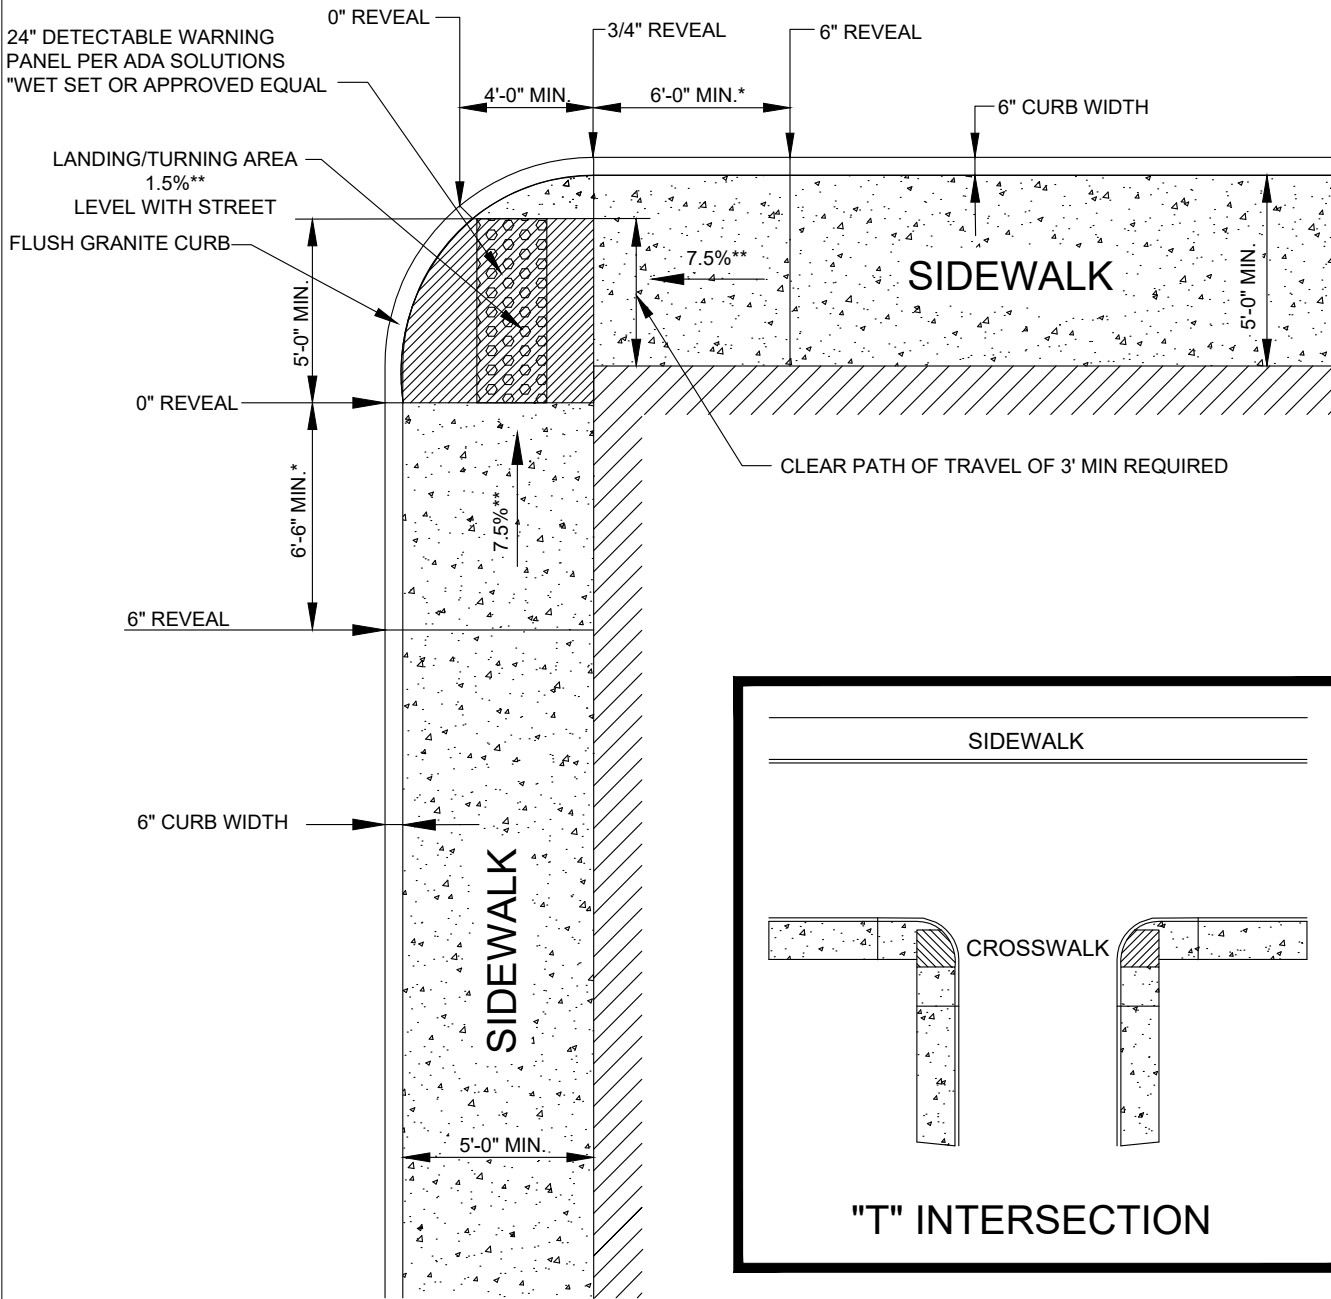 0" REVEAL
3/4" REVEAL
6" REVEAL
24" DETECTABLE WARNING
PANEL PER ADA SOLUTIONS
"WET SET OR APPROVED EQUAL
4'-0" MIN.
6'-0" MIN.*
6" CURB WIDTH
LANDING/TURNING AREA
1.5%**
LEVEL WITH STREET
FLUSH GRANITE CURB
7.5%**
SIDEWALK
5'-0" MIN.
5'-0" MIN.
0" REVEAL
CLEAR PATH OF TRAVEL OF 3' MIN REQUIRED
6'-6" MIN.*
7.5%**
6" REVEAL
SIDEWALK
6" CURB WIDTH
SIDEWALK
CROSSWALK
5'-0" MIN.
"T" INTERSECTION